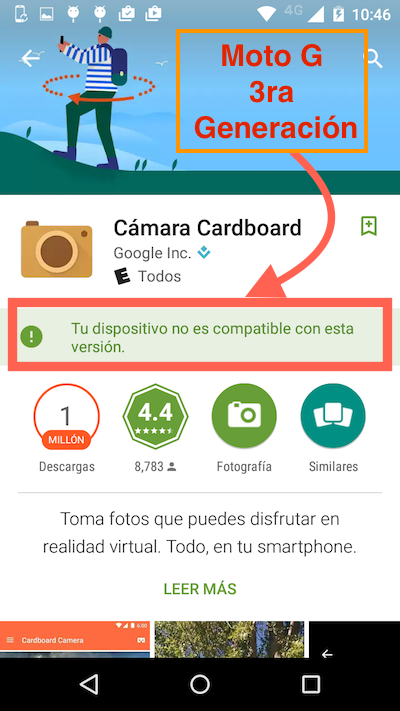 4G 10:46
Moto G
3ra
Generación
Cámara Cardboard
Google Inc.
E Todos
! Tu dispositivo no es compatible con esta
versión.
1
MILLÓN
4.4
Descargas
8,783
Fotografía
Similares
Toma fotos que puedes disfrutar en
realidad virtual. Todo, en tu smartphone.
LEER MÁS
6:00
Cardboard Camera